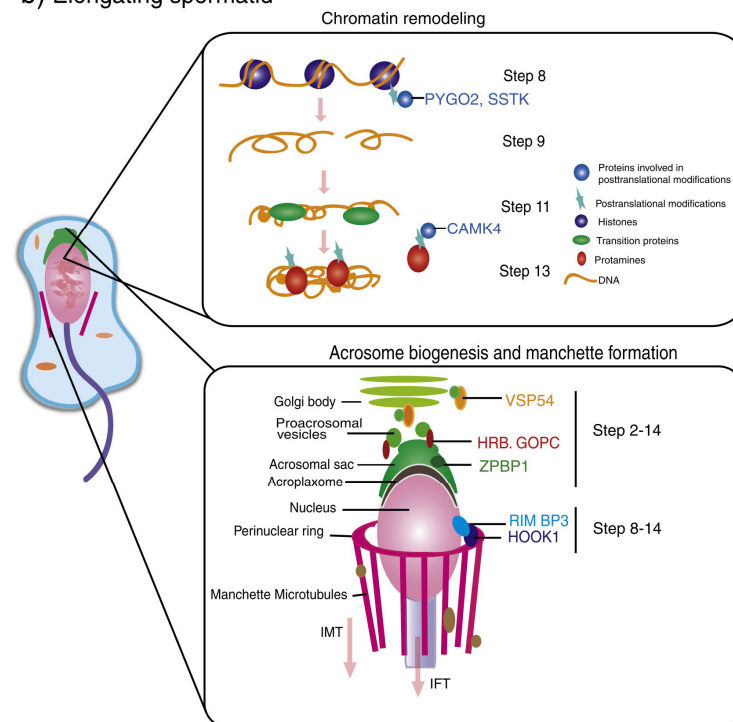 b) Elongating spermatid
Chromatin remodeling
Step 8
PYGO2, SSTK
Step 9
Proteins involved in
posttranslational modifications
Postranslational modifications
Step 11
CAMK4
Histones
Transition proteins
Protamines
Step 13
DNA
Acrosome biogenesis and manchette formation
Golgi body
VSP54
Proacrosomal
vesicles
Step 2-14
HRB. GOPC
Acrosomal sac
ZPBP1
Acroplaxome
Nucleus
RIM BP3
Step 8-14
Perinuclear ring
HOOK1
Manchette Microtubules
IMT
IFT